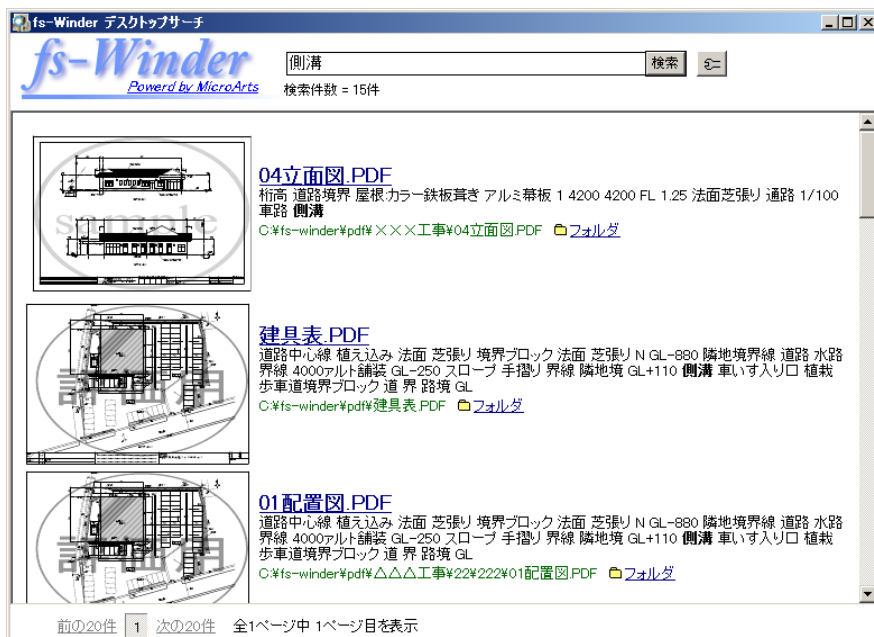 fs-Winder デスクトップサーチ
fs-Winder
Powerd by MicroArts
側溝
検索
検索件数 = 15件
sample
04立面図.PDF
桁高 道路境界 屋根:カラー鉄板葺き アルミ幕板 1 4200 4200 FL 1.25 法面芝張り 通路 1/100
車路 側溝
C:¥fs-winder¥pdf¥×××工事¥04立面図.PDF フォルダ
評価用
建具表.PDF
道路中心線 植え込み 法面 芝張り 境界ブロック 法面 芝張り N GL-880 隣地境界線 道路 水路
界線 4000アルト舗装 GL-250 スロープ 手摺り 界線 隣地境 GL+110 側溝 車いす入り口 植栽
歩車道境界ブロック 道 界 路境 GL
C:¥fs-winder¥pdf¥建具表.PDF フォルダ
評価用
01配置図.PDF
道路中心線 植え込み 法面 芝張り 境界ブロック 法面 芝張り N GL-880 隣地境界線 道路 水路
界線 4000アルト舗装 GL-250 スロープ 手摺り 界線 隣地境 GL+110 側溝 車いす入り口 植栽
歩車道境界ブロック 道 界 路境 GL
C:¥fs-winder¥pdf¥△△△工事¥22¥222¥01配置図.PDF フォルダ
前の20件 1 次の20件 全1ページ中 1ページ目を表示